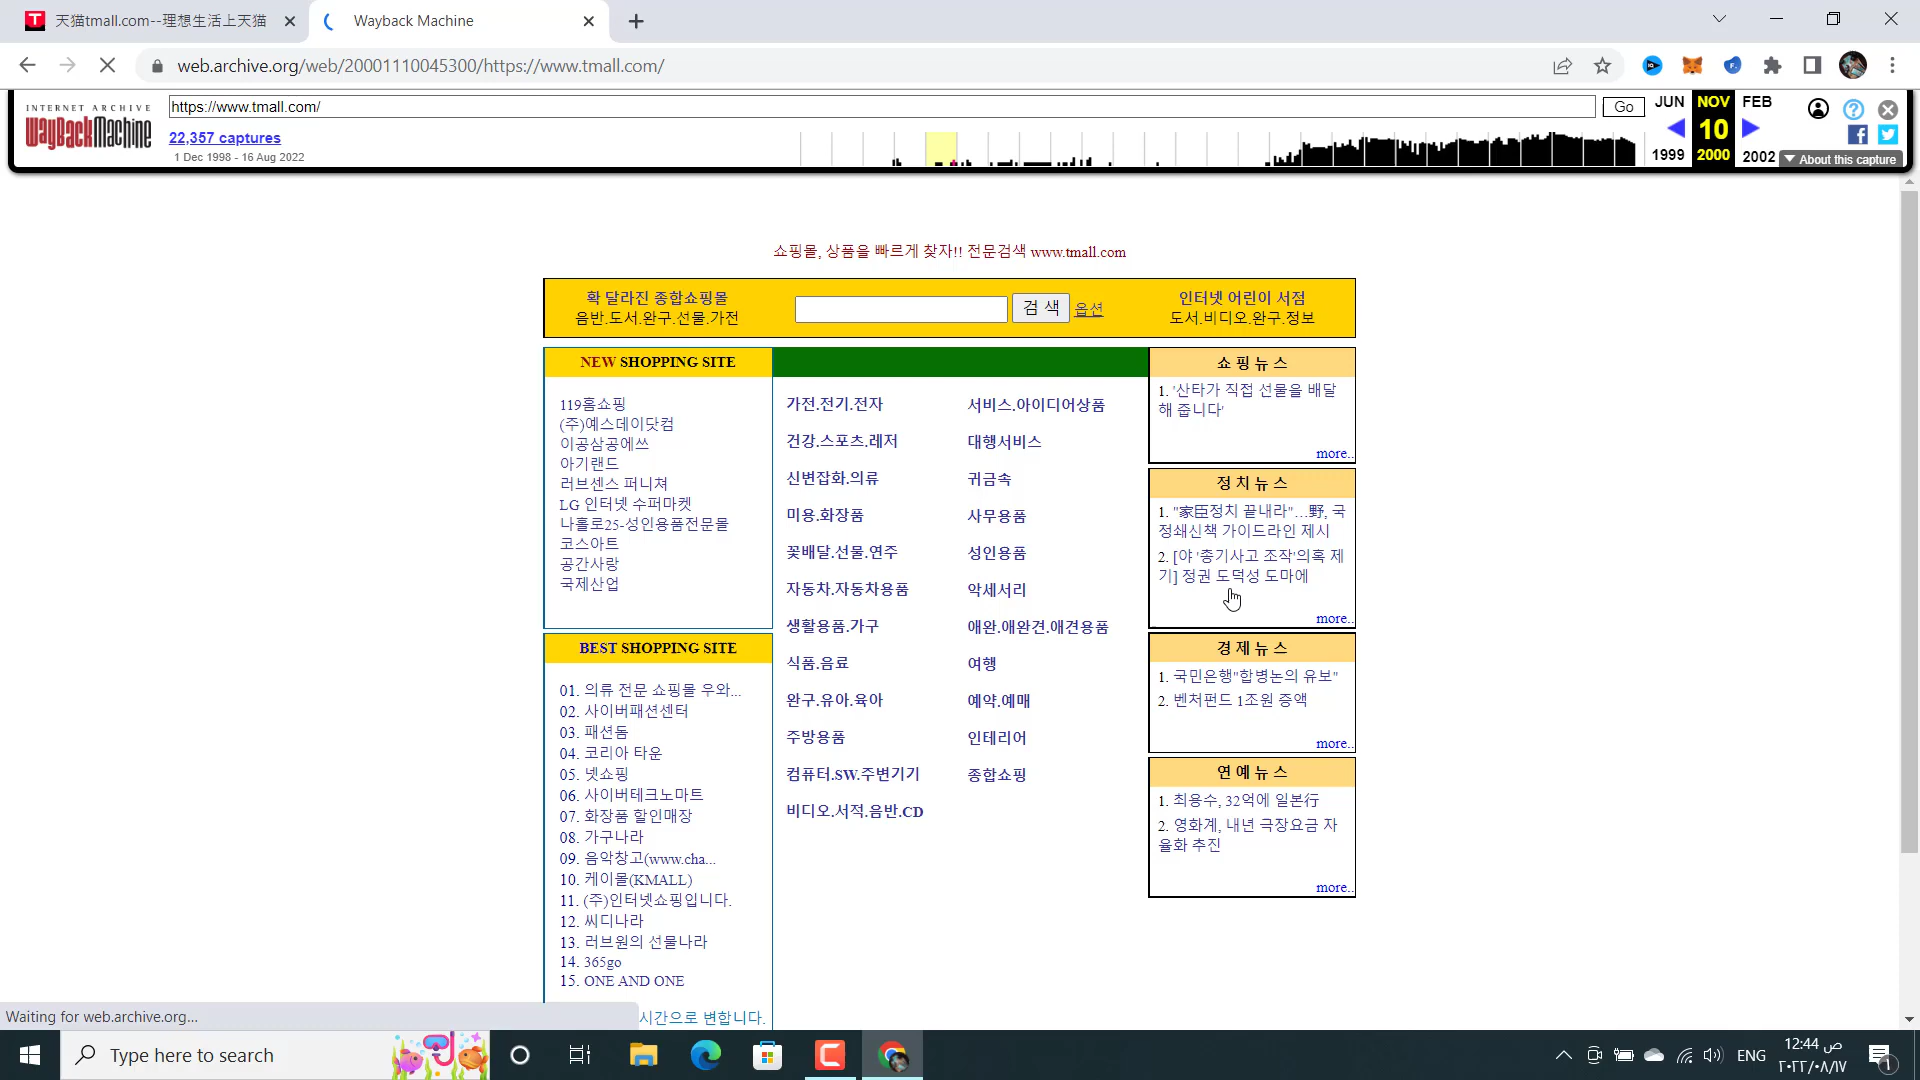 天猫tmall.com--理想生活上天猫
Wayback Machine
web.archive.org/web/20001110045300/https://www.tmall.com/
INTERNET ARCHIVE
WayBackMachine
https://www.tmall.com/
Go
JUN NOV FEB
22,357 captures
10
1 Dec 1998 - 16 Aug 2022
1999 2000 2002
About this capture
쇼핑몰, 상품을 빠르게 찾자!! 전문검색 www.tmall.com
확 달라진 종합쇼핑몰
음반.도서.완구.선물.가전
검 색 옵션
인터넷 어린이 서점
도서.비디오.완구.정보
NEW SHOPPING SITE
119홈쇼핑
(주)예스데이닷컴
이공삼공에쓰
아기랜드
러브센스 퍼니쳐
LG 인터넷 수퍼마켓
나홀로25-성인용품전문몰
코스아트
공간사랑
국제산업
BEST SHOPPING SITE
01. 의류 전문 쇼핑몰 우와...
02. 사이버패션센터
03. 패션돔
04. 코리아 타운
05. 넷쇼핑
06. 사이버테크노마트
07. 화장품 할인매장
08. 가구나라
09. 음악창고(www.cha...
10. 케이몰(KMALL)
11. (주)인터넷쇼핑입니다.
12. 씨디나라
13. 러브원의 선물나라
14. 365go
15. ONE AND ONE
시간으로 변합니다.
가전.전기.전자
건강.스포츠.레저
신변잡화.의류
미용.화장품
꽃배달.선물.연주
자동차.자동차용품
생활용품.가구
식품.음료
완구.유아.육아
주방용품
컴퓨터.SW.주변기기
비디오.서적.음반.CD
서비스.아이디어상품
대행서비스
귀금속
사무용품
성인용품
악세서리
애완.애완견.애견용품
여행
예약.예매
인테리어
종합쇼핑
쇼 핑 뉴 스
1. '산타가 직접 선물을 배달
해 줍니다'
more..
정 치 뉴 스
1. "家臣정치 끝내라"…野, 국
정쇄신책 가이드라인 제시
2. [야 '총기사고 조작'의혹 제
기] 정권 도덕성 도마에
more..
경 제 뉴 스
1. 국민은행"합병논의 유보"
2. 벤처펀드 1조원 증액
more..
연 예 뉴 스
1. 최용수, 32억에 일본行
2. 영화계, 내년 극장요금 자
율화 추진
more..
Waiting for web.archive.org...
Type here to search
ENG
12:44 ص
٢٠٢٢/٠٨/١٧
١